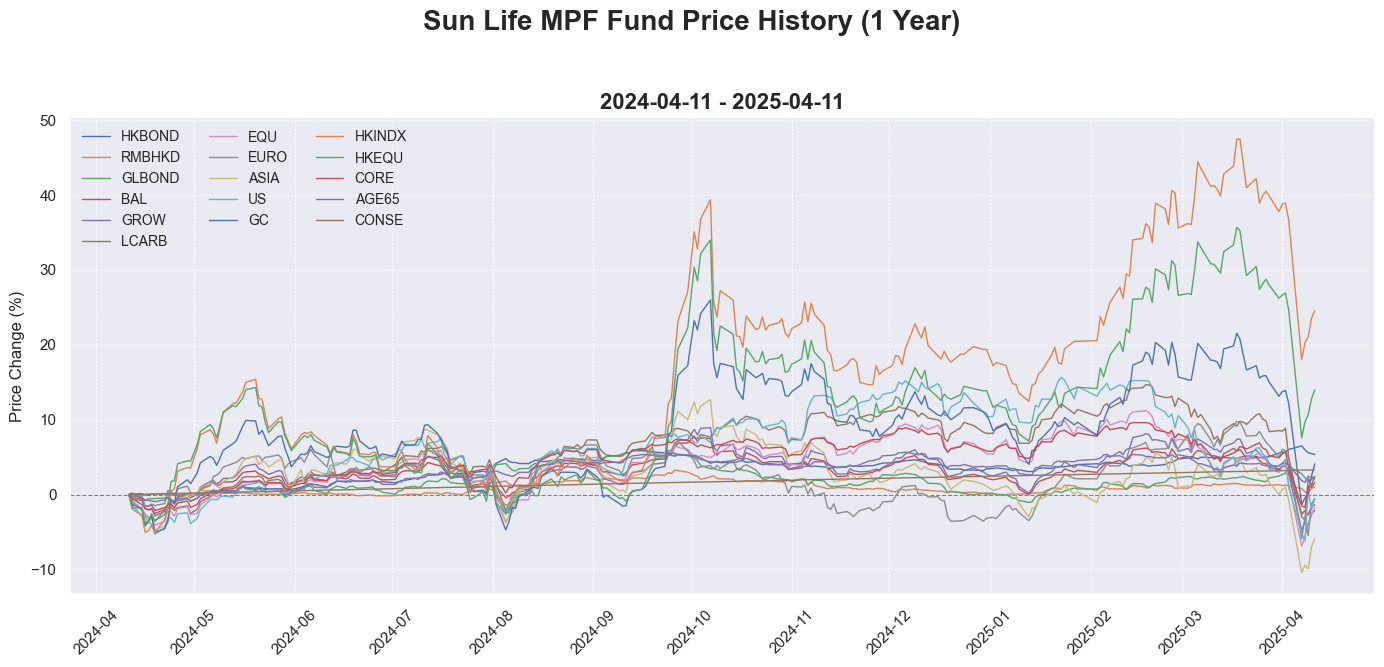 Sun Life MPF Fund Price History (1 Year)
2024-04-11 - 2025-04-11
HKBOND
RMBHKD
GLBOND
BAL
GROW
LCARB
EQU
EURO
ASIA
US
GC
HKINDX
HKEQU
CORE
AGE65
CONSE
Price Change (%)
50
40
30
20
10
0
−10
2024-04
2024-05
2024-06
2024-07
2024-08
2024-09
2024-10
2024-11
2024-12
2025-01
2025-02
2025-03
2025-04